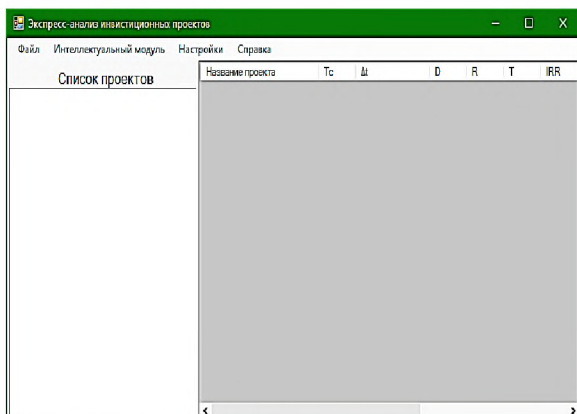 Экспресс-анализ инвистиционных проектов
Файл Интеллектуальный модуль Настройки Справка
Список проектов
Название проекта Tc Δt D R T IRR